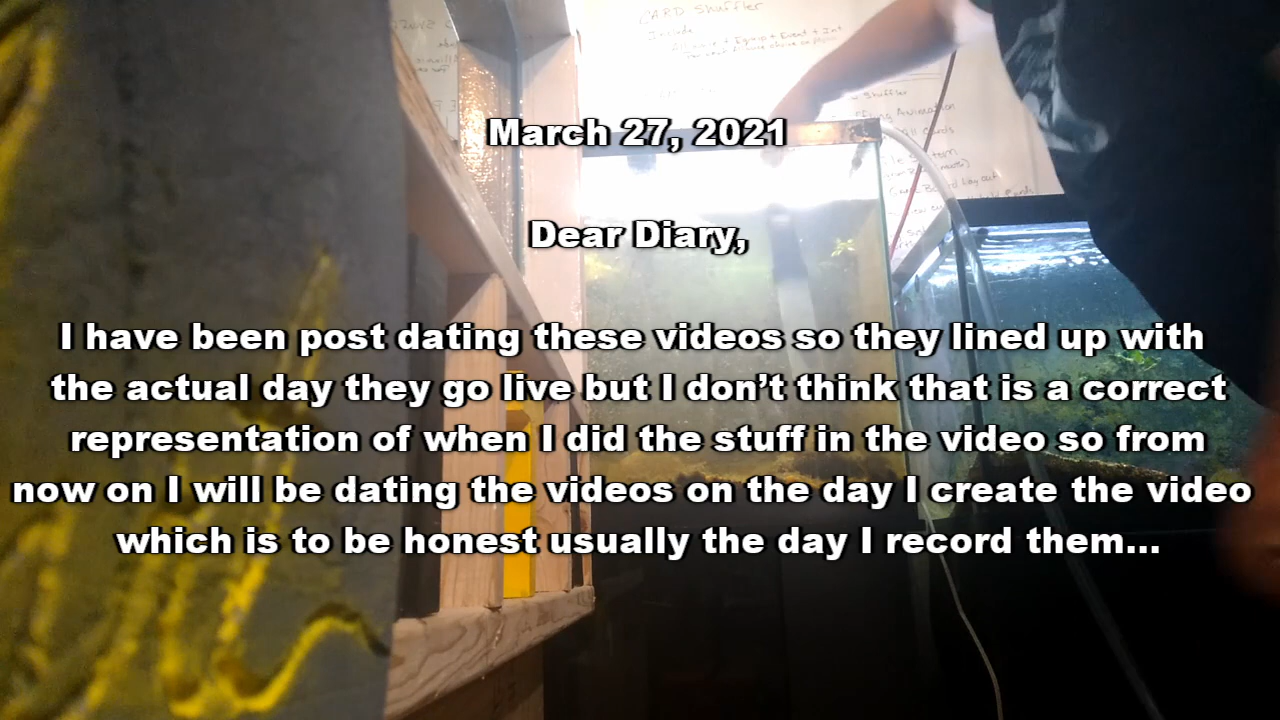 CARD Shuffler
Include
March 27, 2021
Dear Diary,
I have been post dating these videos so they lined up with
the actual day they go live but I don’t think that is a correct
representation of when I did the stuff in the video so from
now on I will be dating the videos on the day I create the video
which is to be honest usually the day I record them...